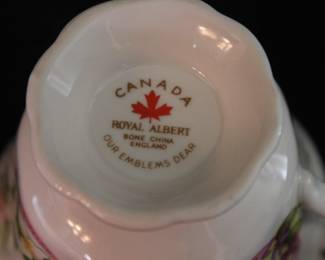 CANADA
ROYAL ALBERT
BONE CHINA
ENGLAND
OUR EMBLEMS DEAR